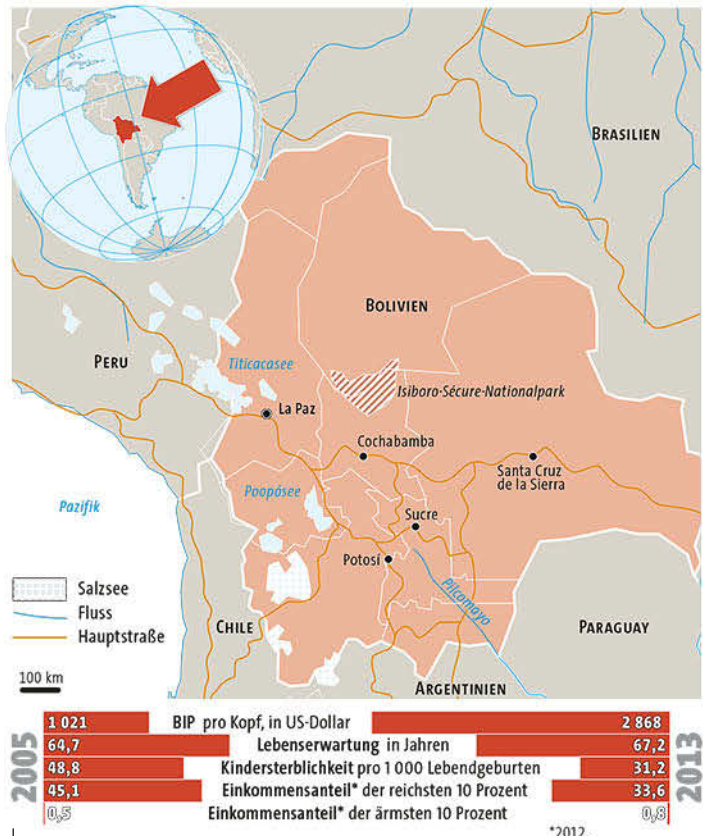 BRASILIEN
BOLIVIEN
PERU
Titicacasee
Isiboro-Sécure-Nationalpark
La Paz
Cochabamba
Santa Cruz
de la Sierra
Poopósee
Pazifik
Sucre
Potosí
Pilcomayo
Salzsee
Fluss
Hauptstraße
CHILE
PARAGUAY
100 km
ARGENTINIEN
2005
2013
1 021 BIP pro Kopf, in US-Dollar 2 868
64,7 Lebenserwartung in Jahren 67,2
48,8 Kindersterblichkeit pro 1 000 Lebendgeburten 31,2
45,1 Einkommensanteil* der reichsten 10 Prozent 33,6
0,5 Einkommensanteil* der ärmsten 10 Prozent 0,8
*2012